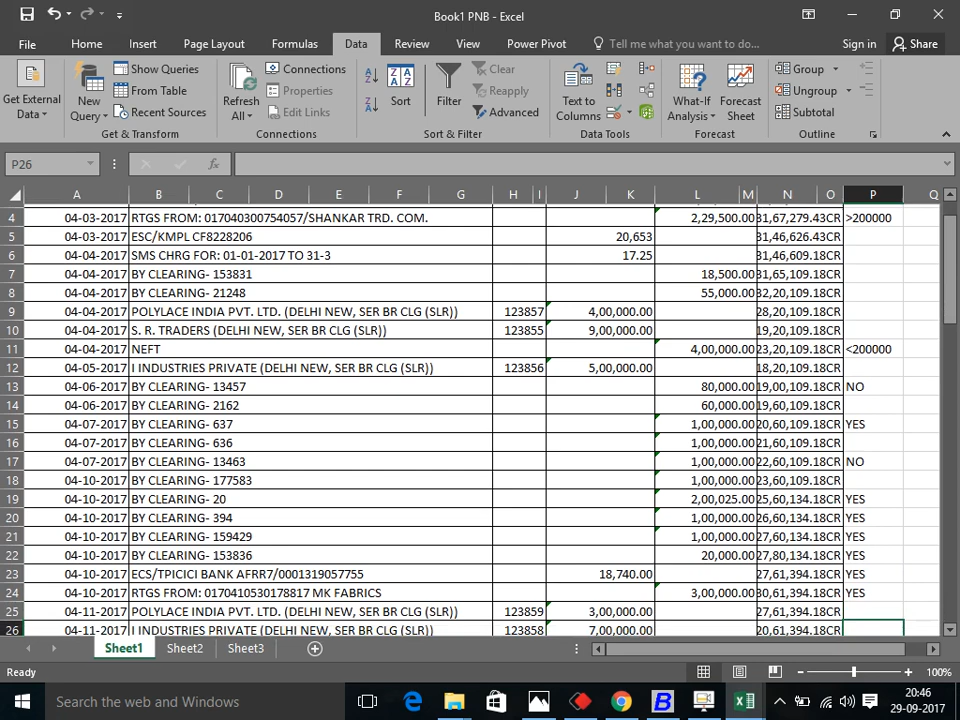 Book1 PNB - Excel
File Home Insert Page Layout Formulas Data Review View Power Pivot Tell me what you want to do... Sign in Share
Get External Data
New Query
Show Queries
From Table
Recent Sources
Get & Transform
Refresh All
Connections
Properties
Edit Links
Connections
Sort
Filter
Clear
Reapply
Advanced
Sort & Filter
Text to Columns
Data Tools
What-If Analysis
Forecast Sheet
Forecast
Group
Ungroup
Subtotal
Outline
P26 fx
A B C D E F G H I J K L M N O P Q
4 04-03-2017 RTGS FROM: 017040300754057/SHANKAR TRD. COM. 2,29,500.00 31,67,279.43CR >200000
5 04-03-2017 ESC/KMPL CF8228206 20,653 31,46,626.43CR
6 04-04-2017 SMS CHRG FOR: 01-01-2017 TO 31-3 17.25 31,46,609.18CR
7 04-04-2017 BY CLEARING- 153831 18,500.00 31,65,109.18CR
8 04-04-2017 BY CLEARING- 21248 55,000.00 32,20,109.18CR
9 04-04-2017 POLYLACE INDIA PVT. LTD. (DELHI NEW, SER BR CLG (SLR)) 123857 4,00,000.00 28,20,109.18CR
10 04-04-2017 S. R. TRADERS (DELHI NEW, SER BR CLG (SLR)) 123855 9,00,000.00 19,20,109.18CR
11 04-04-2017 NEFT 4,00,000.00 23,20,109.18CR <200000
12 04-05-2017 I INDUSTRIES PRIVATE (DELHI NEW, SER BR CLG (SLR)) 123856 5,00,000.00 18,20,109.18CR
13 04-06-2017 BY CLEARING- 13457 80,000.00 19,00,109.18CR NO
14 04-06-2017 BY CLEARING- 2162 60,000.00 19,60,109.18CR
15 04-07-2017 BY CLEARING- 637 1,00,000.00 20,60,109.18CR YES
16 04-07-2017 BY CLEARING- 636 1,00,000.00 21,60,109.18CR
17 04-07-2017 BY CLEARING- 13463 1,00,000.00 22,60,109.18CR NO
18 04-10-2017 BY CLEARING- 177583 1,00,000.00 23,60,109.18CR
19 04-10-2017 BY CLEARING- 20 2,00,025.00 25,60,134.18CR YES
20 04-10-2017 BY CLEARING- 394 1,00,000.00 26,60,134.18CR YES
21 04-10-2017 BY CLEARING- 159429 1,00,000.00 27,60,134.18CR YES
22 04-10-2017 BY CLEARING- 153836 20,000.00 27,80,134.18CR YES
23 04-10-2017 ECS/TPICICI BANK AFRR7/0001319057755 18,740.00 27,61,394.18CR YES
24 04-10-2017 RTGS FROM: 0170410530178817 MK FABRICS 3,00,000.00 30,61,394.18CR YES
25 04-11-2017 POLYLACE INDIA PVT. LTD. (DELHI NEW, SER BR CLG (SLR)) 123859 3,00,000.00 27,61,394.18CR
26 04-11-2017 I INDUSTRIES PRIVATE (DELHI NEW, SER BR CLG (SLR)) 123858 7,00,000.00 20,61,394.18CR
Sheet1 Sheet2 Sheet3
Ready 100%
Search the web and Windows
20:46
29-09-2017